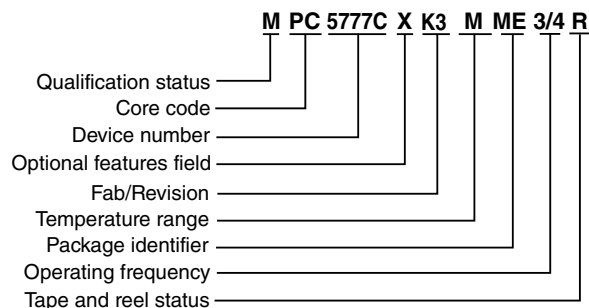 M PC 5777C X K3 M ME 3/4 R
Qualification status
Core code
Device number
Optional features field
Fab/Revision
Temperature range
Package identifier
Operating frequency
Tape and reel status